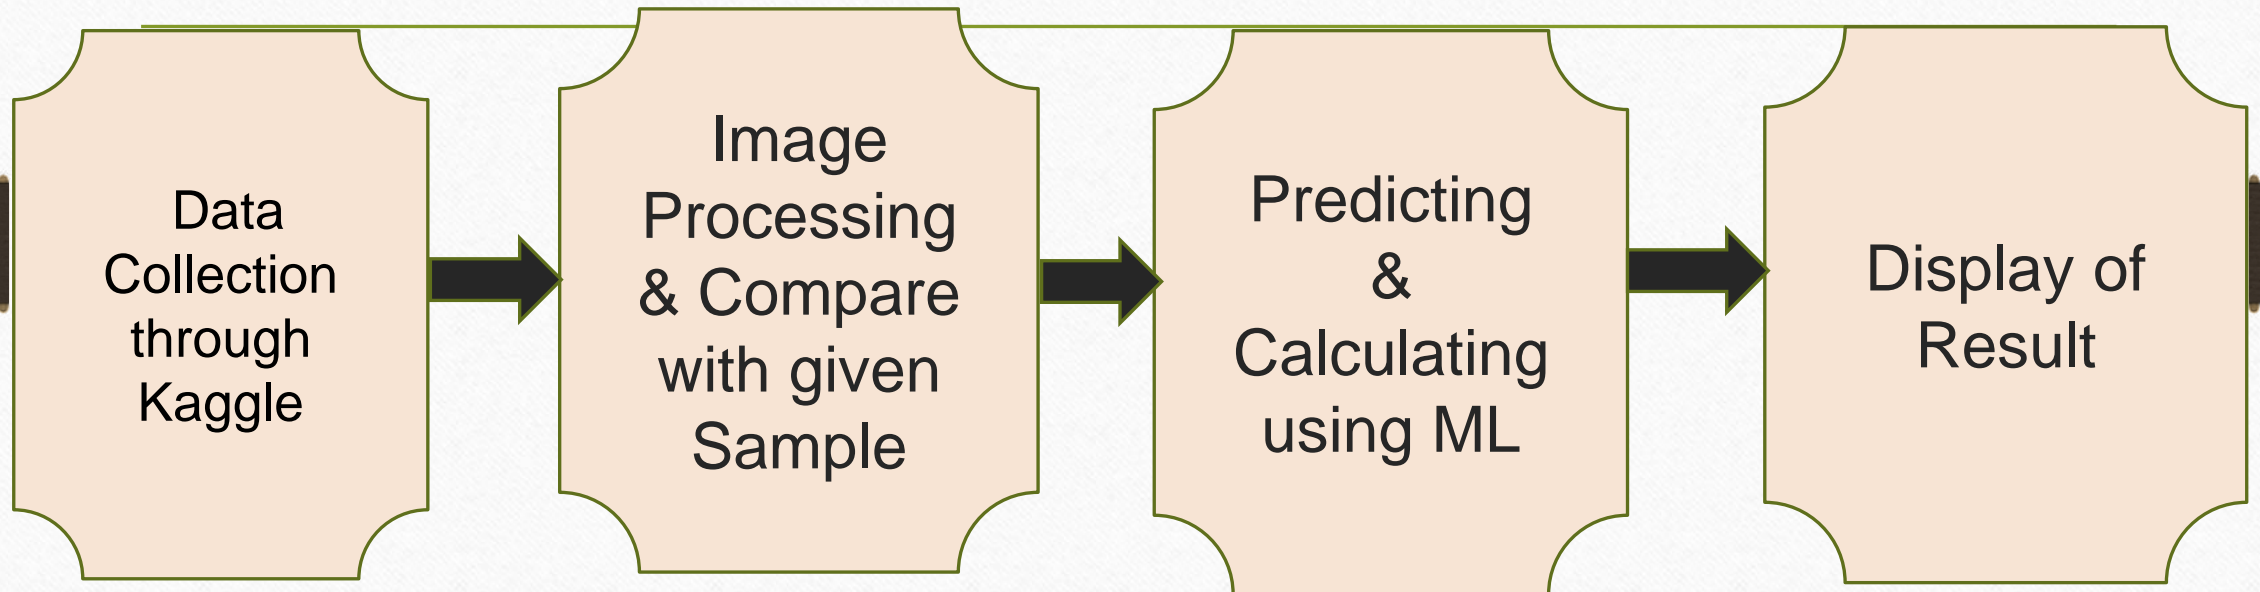 Data
Collection
through
Kaggle
Image
Processing
& Compare
with given
Sample
Predicting
&
Calculating
using ML
Display of
Result